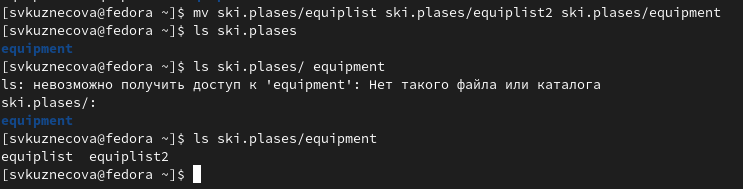 [svkuznecova@fedora ~]$ mv ski.plases/equiplist ski.plases/equiplist2 ski.plases/equipment
[svkuznecova@fedora ~]$ ls ski.plases
equipment
[svkuznecova@fedora ~]$ ls ski.plases/ equipment
ls: невозможно получить доступ к 'equipment': Нет такого файла или каталога
ski.plases/:
equipment
[svkuznecova@fedora ~]$ ls ski.plases/equipment
equiplist  equiplist2
[svkuznecova@fedora ~]$